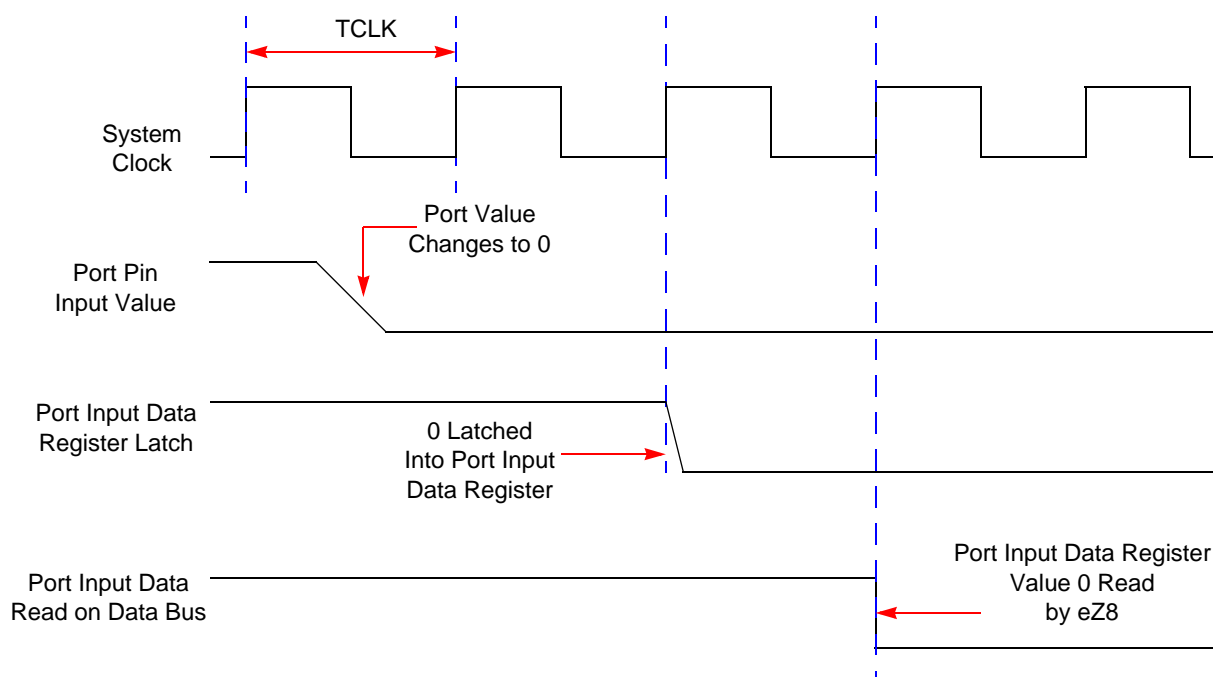 TCLK
System
Clock
Port Value
Changes to 0
Port Pin
Input Value
Port Input Data
Register Latch
0 Latched
Into Port Input
Data Register
Port Input Data
Read on Data Bus
Port Input Data Register
Value 0 Read
by eZ8